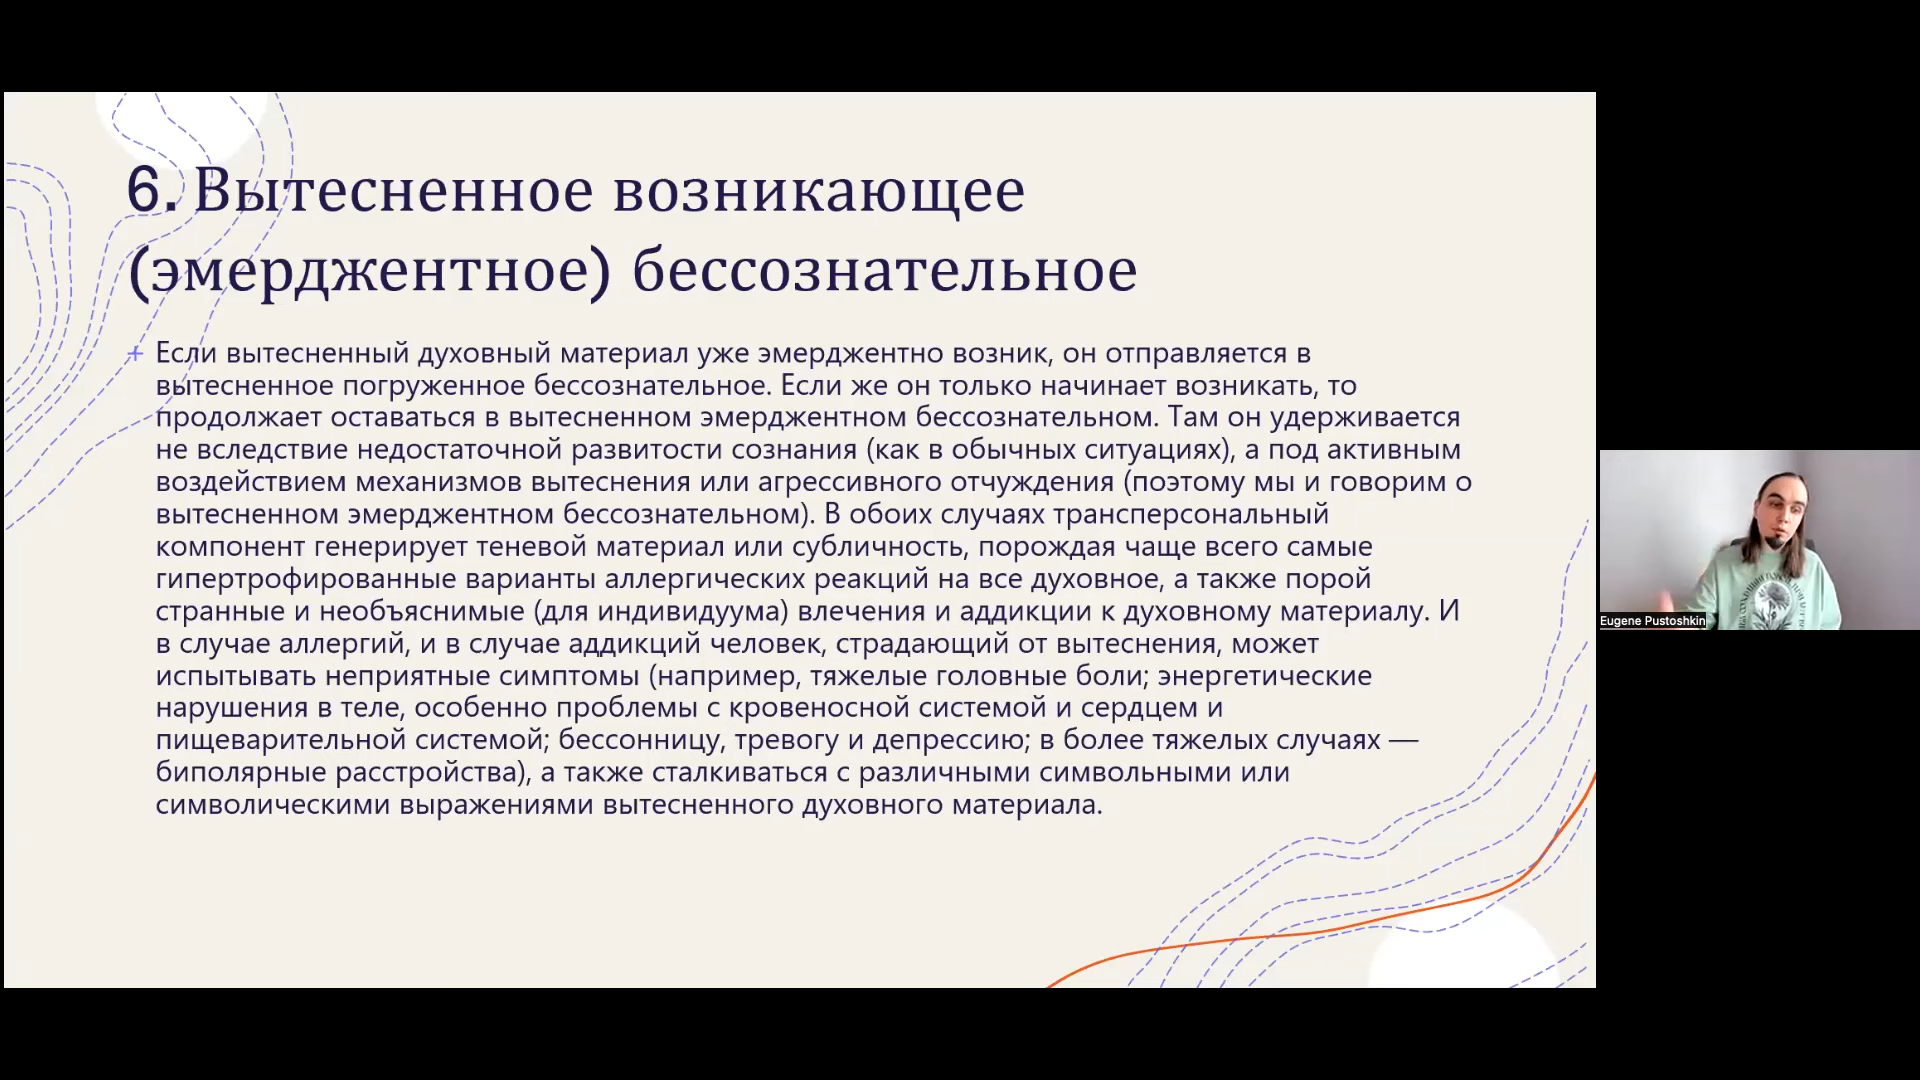 6. Вытесненное возникающее
(эмерджентное) бессознательное
+ Если вытесненный духовный материал уже эмерджентно возник, он отправляется в
вытесненное погруженное бессознательное. Если же он только начинает возникать, то
продолжает оставаться в вытесненном эмерджентном бессознательном. Там он удерживается
не вследствие недостаточной развитости сознания (как в обычных ситуациях), а под активным
воздействием механизмов вытеснения или агрессивного отчуждения (поэтому мы и говорим о
вытесненном эмерджентном бессознательном). В обоих случаях трансперсональный
компонент генерирует теневой материал или субличность, порождая чаще всего самые
гипертрофированные варианты аллергических реакций на все духовное, а также порой
странные и необъяснимые (для индивидуума) влечения и аддикции к духовному материалу. И
в случае аллергий, и в случае аддикций человек, страдающий от вытеснения, может
испытывать неприятные симптомы (например, тяжелые головные боли; энергетические
нарушения в теле, особенно проблемы с кровеносной системой и сердцем и
пищеварительной системой; бессонницу, тревогу и депрессию; в более тяжелых случаях —
биполярные расстройства), а также сталкиваться с различными символьными или
символическими выражениями вытесненного духовного материала.
Eugene Pustoshkin